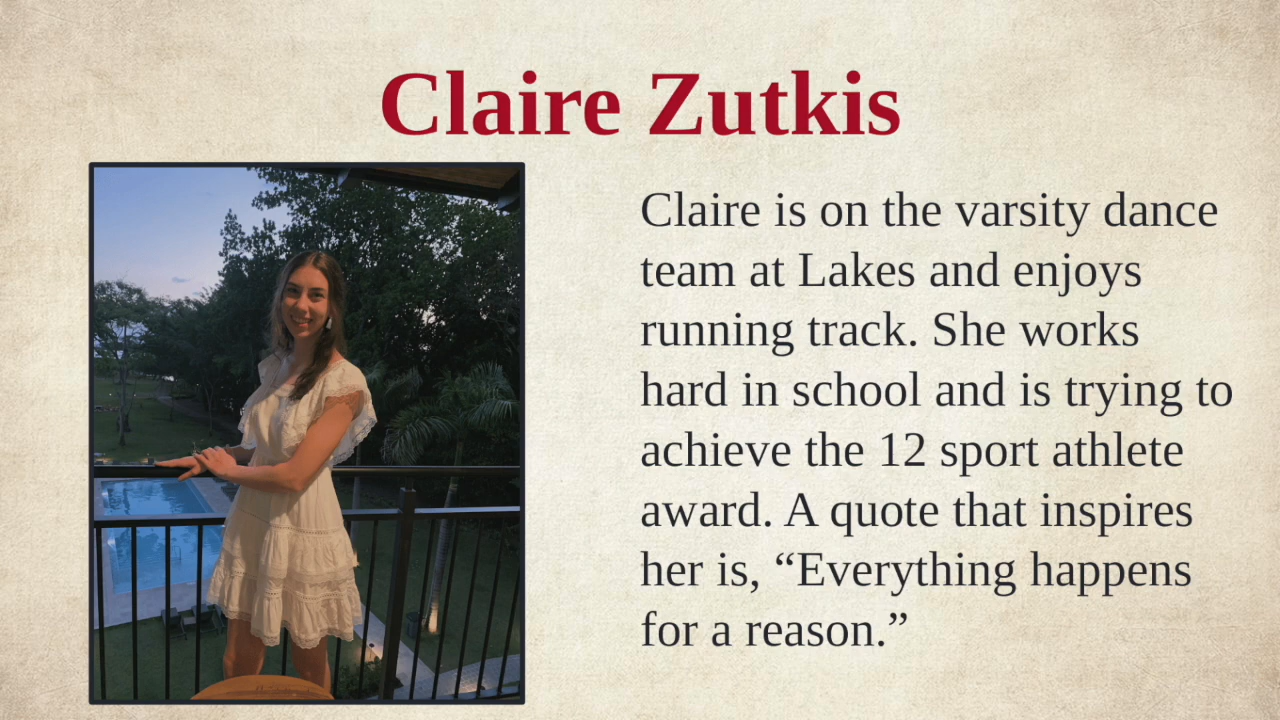 Claire Zutkis
Claire is on the varsity dance
team at Lakes and enjoys
running track. She works
hard in school and is trying to
achieve the 12 sport athlete
award. A quote that inspires
her is, “Everything happens
for a reason.”